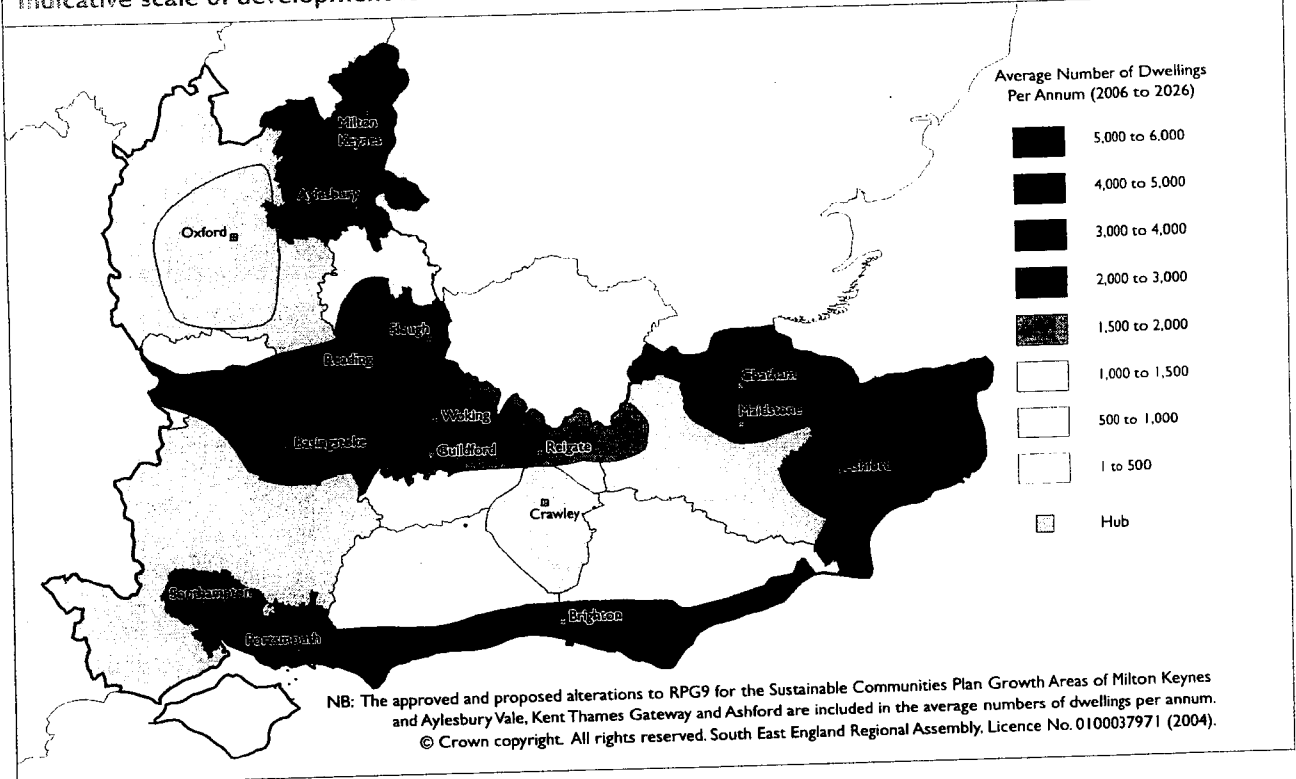 Indicative scale of development
Average Number of Dwellings
Per Annum (2006 to 2026)
5,000 to 6,000
4,000 to 5,000
3,000 to 4,000
2,000 to 3,000
1,500 to 2,000
1,000 to 1,500
500 to 1,000
1 to 500
Hub
Milton
Keynes
Aylesbury
Oxford
Slough
Reading
Woking
Basingstoke
Guildford
Reigate
Chatham
Maidstone
Ashford
Crawley
Southampton
Portsmouth
Brighton
NB: The approved and proposed alterations to RPG9 for the Sustainable Communities Plan Growth Areas of Milton Keynes
and Aylesbury Vale, Kent Thames Gateway and Ashford are included in the average numbers of dwellings per annum.
© Crown copyright. All rights reserved. South East England Regional Assembly, Licence No. 0100037971 (2004).